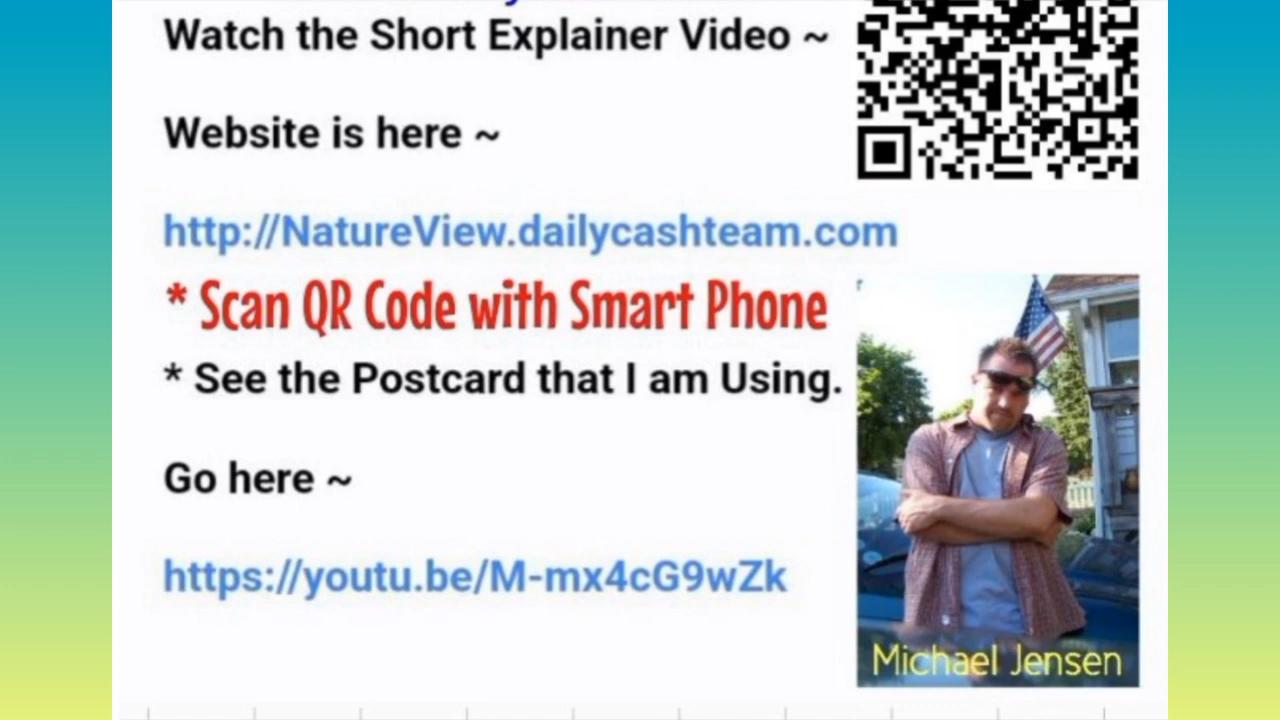 Watch the Short Explainer Video ~
Website is here ~
http://NatureView.dailycashteam.com
* Scan QR Code with Smart Phone
* See the Postcard that I am Using.
Go here ~
https://youtu.be/M-mx4cG9wZk
Michael Jensen